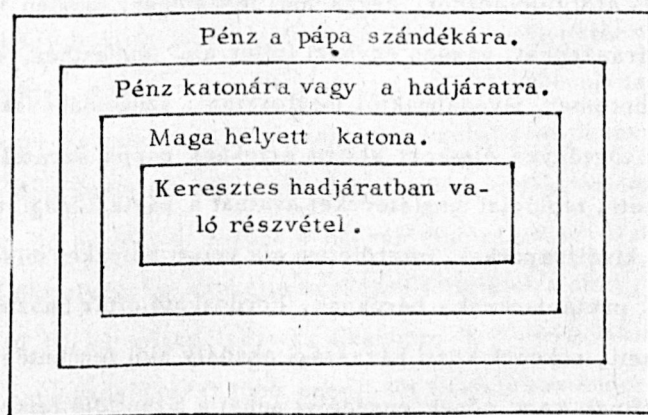 Pénz a pápa szándékára.
Pénz katonára vagy a hadjáratra.
Maga helyett katona.
Keresztes hadjáratban va-
ló részvétel.